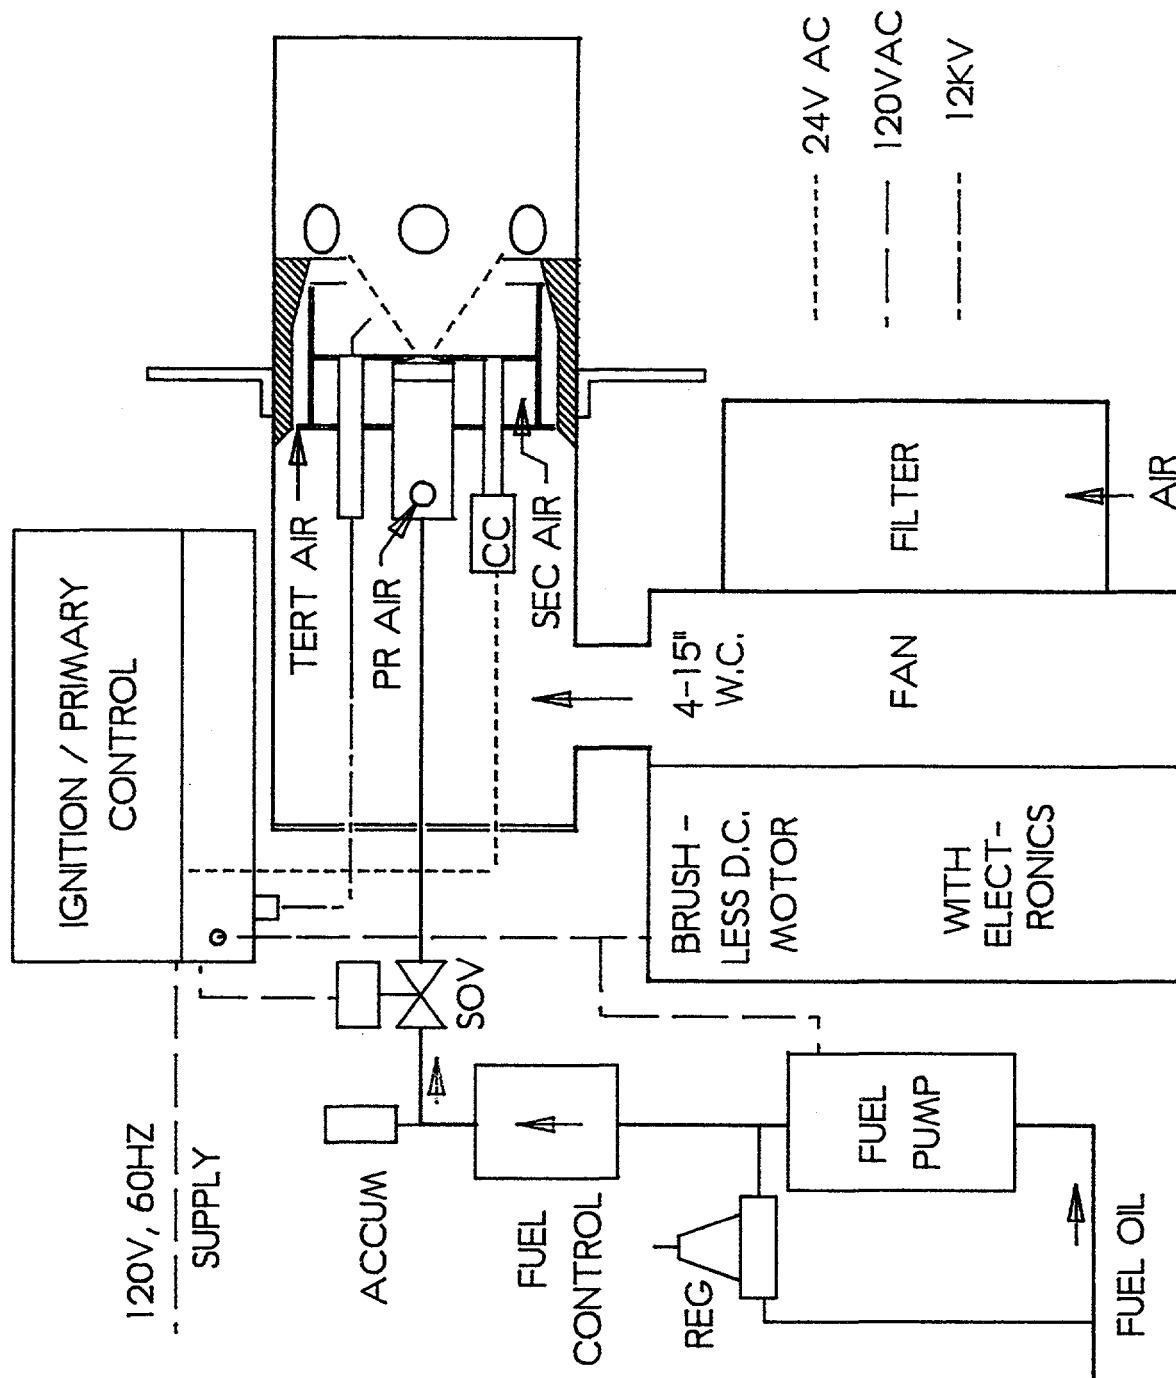 120V, 60HZ
SUPPLY
IGNITION / PRIMARY
CONTROL
ACCUM
SOV
TERT AIR
PR AIR
CC
SEC AIR
FUEL
CONTROL
REG
FUEL
PUMP
FUEL OIL
BRUSH -
LESS D.C.
MOTOR
WITH
ELECT-
RONICS
4-15"
W.C.
FAN
FILTER
AIR
24V AC
120VAC
12KV